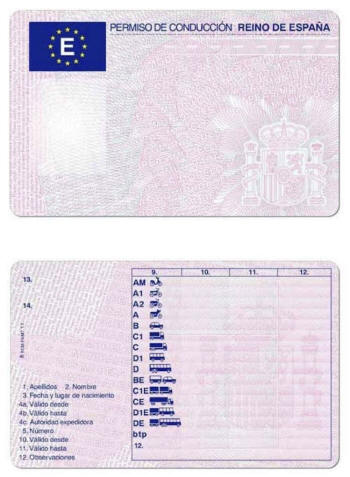 E
PERMISO DE CONDUCCIÓN REINO DE ESPAÑA
9. 10. 11. 12.
13.
14.
AM
A1
A2
A
B
C1
C
D1
D
BE
C1E
CE
D1E
DE
btp
12.
1. Apellidos 2. Nombre
3. Fecha y lugar de nacimiento
4a. Válido desde
4b. Válido hasta
4c. Autoridad expedidora
5. Número
10. Válido desde
11. Válido hasta
12. Observaciones